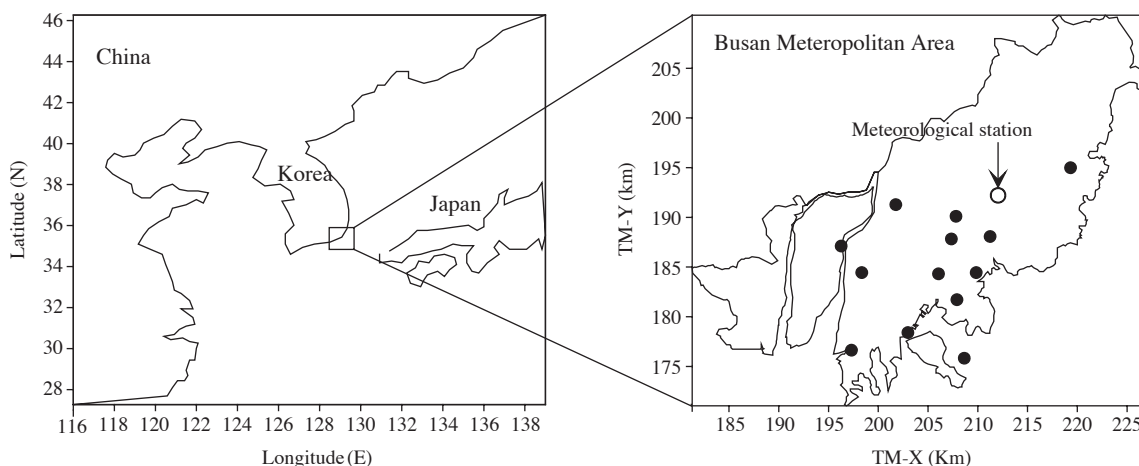 China
Korea
Japan
46
44
42
40
38
36
34
32
30
28
Latitude (N)
116 118 120 122 124 126 128 130 132 134 136 138
Longitude (E)
Busan Meteropolitan Area
Meteorological station
205
200
195
190
185
180
175
TM-Y (km)
185 190 195 200 205 210 215 220 225
TM-X (Km)